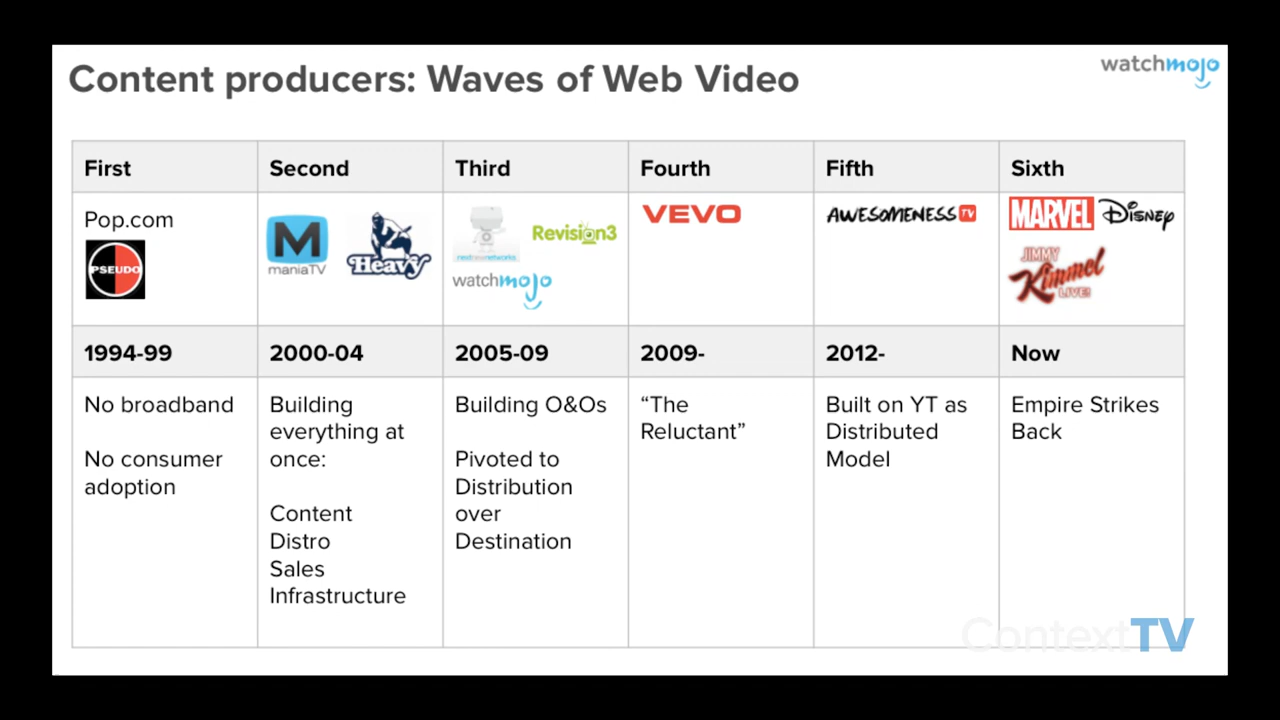 Content producers: Waves of Web Video
watchmojo
First
Second
Third
Fourth
Fifth
Sixth
Pop.com
PSEUDO
M
maniaTV
Heavy
nextnewnetworks
Revision3
watchmojo
VEVO
AWESOMENESS TV
MARVEL
DISNEY
JIMMY
Kimmel
LIVE!
1994-99
2000-04
2005-09
2009-
2012-
Now
No broadband
No consumer
adoption
Building
everything at
once:
Content
Distro
Sales
Infrastructure
Building O&Os
Pivoted to
Distribution
over
Destination
“The
Reluctant”
Built on YT as
Distributed
Model
Empire Strikes
Back
ContextTV